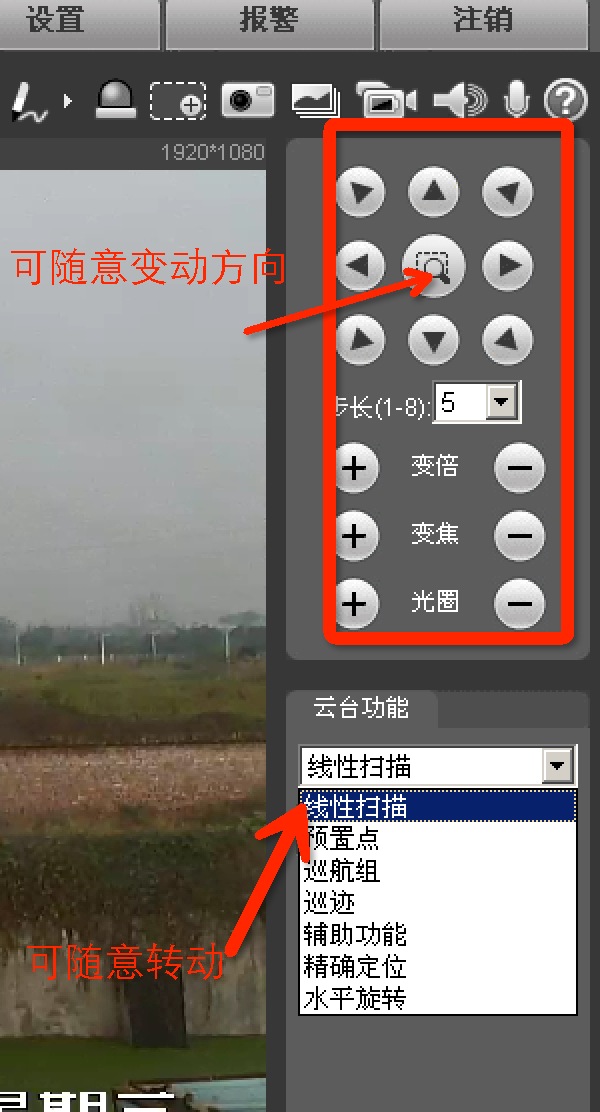 设置 报警 注销
1920*1080
可随意变动方向
步长(1-8): 5
变倍
变焦
光圈
云台功能
线性扫描
线性扫描
预置点
巡航组
巡迹
辅助功能
可随意转动
精确定位
水平旋转
星期三